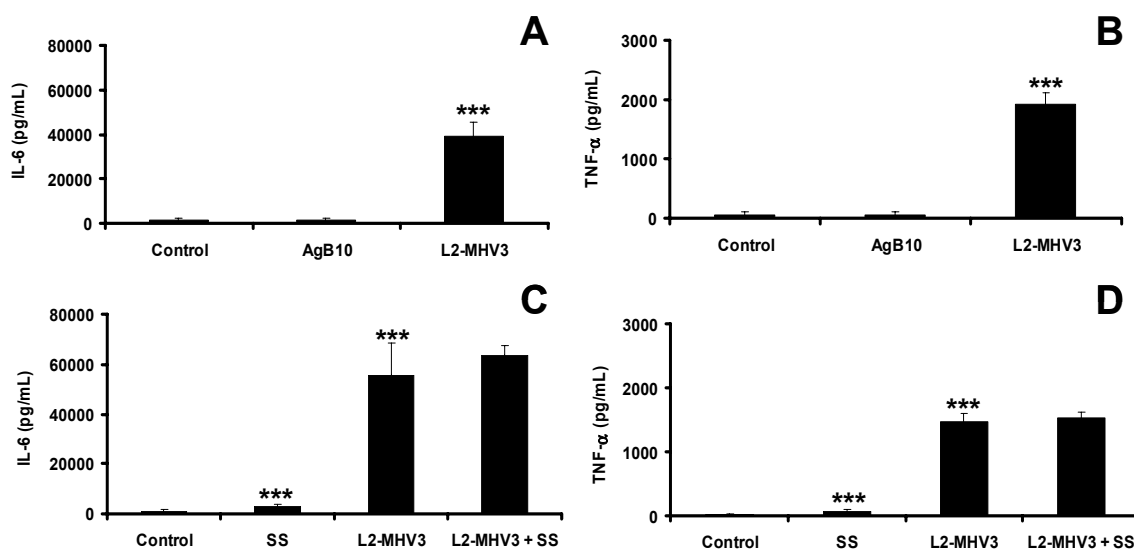 A
80000
60000
40000
20000
0
IL-6 (pg/mL)
***
Control AgB10 L2-MHV3
B
3000
2000
1000
0
TNF-α (pg/mL)
***
Control AgB10 L2-MHV3
C
80000
60000
40000
20000
0
IL-6 (pg/mL)
***
***
Control SS L2-MHV3 L2-MHV3 + SS
D
3000
2000
1000
0
TNF-α (pg/mL)
***
***
Control SS L2-MHV3 L2-MHV3 + SS